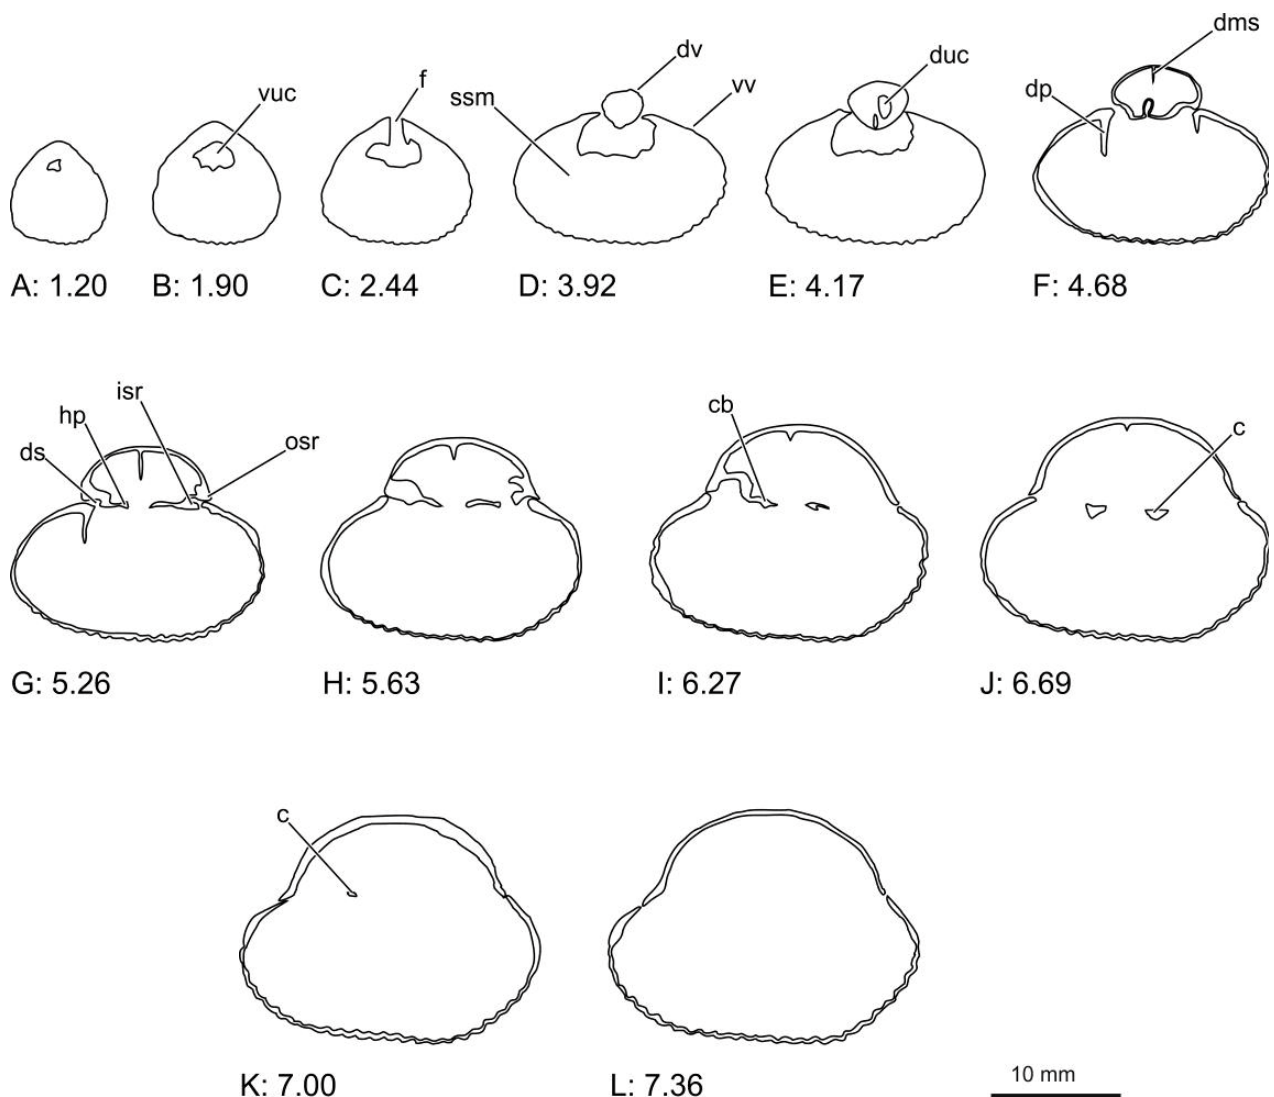 vuc
f
ssm
dv
vv
duc
dms
dp
A: 1.20
B: 1.90
C: 2.44
D: 3.92
E: 4.17
F: 4.68
ds
hp
isr
osr
cb
c
G: 5.26
H: 5.63
I: 6.27
J: 6.69
c
K: 7.00
L: 7.36
10 mm